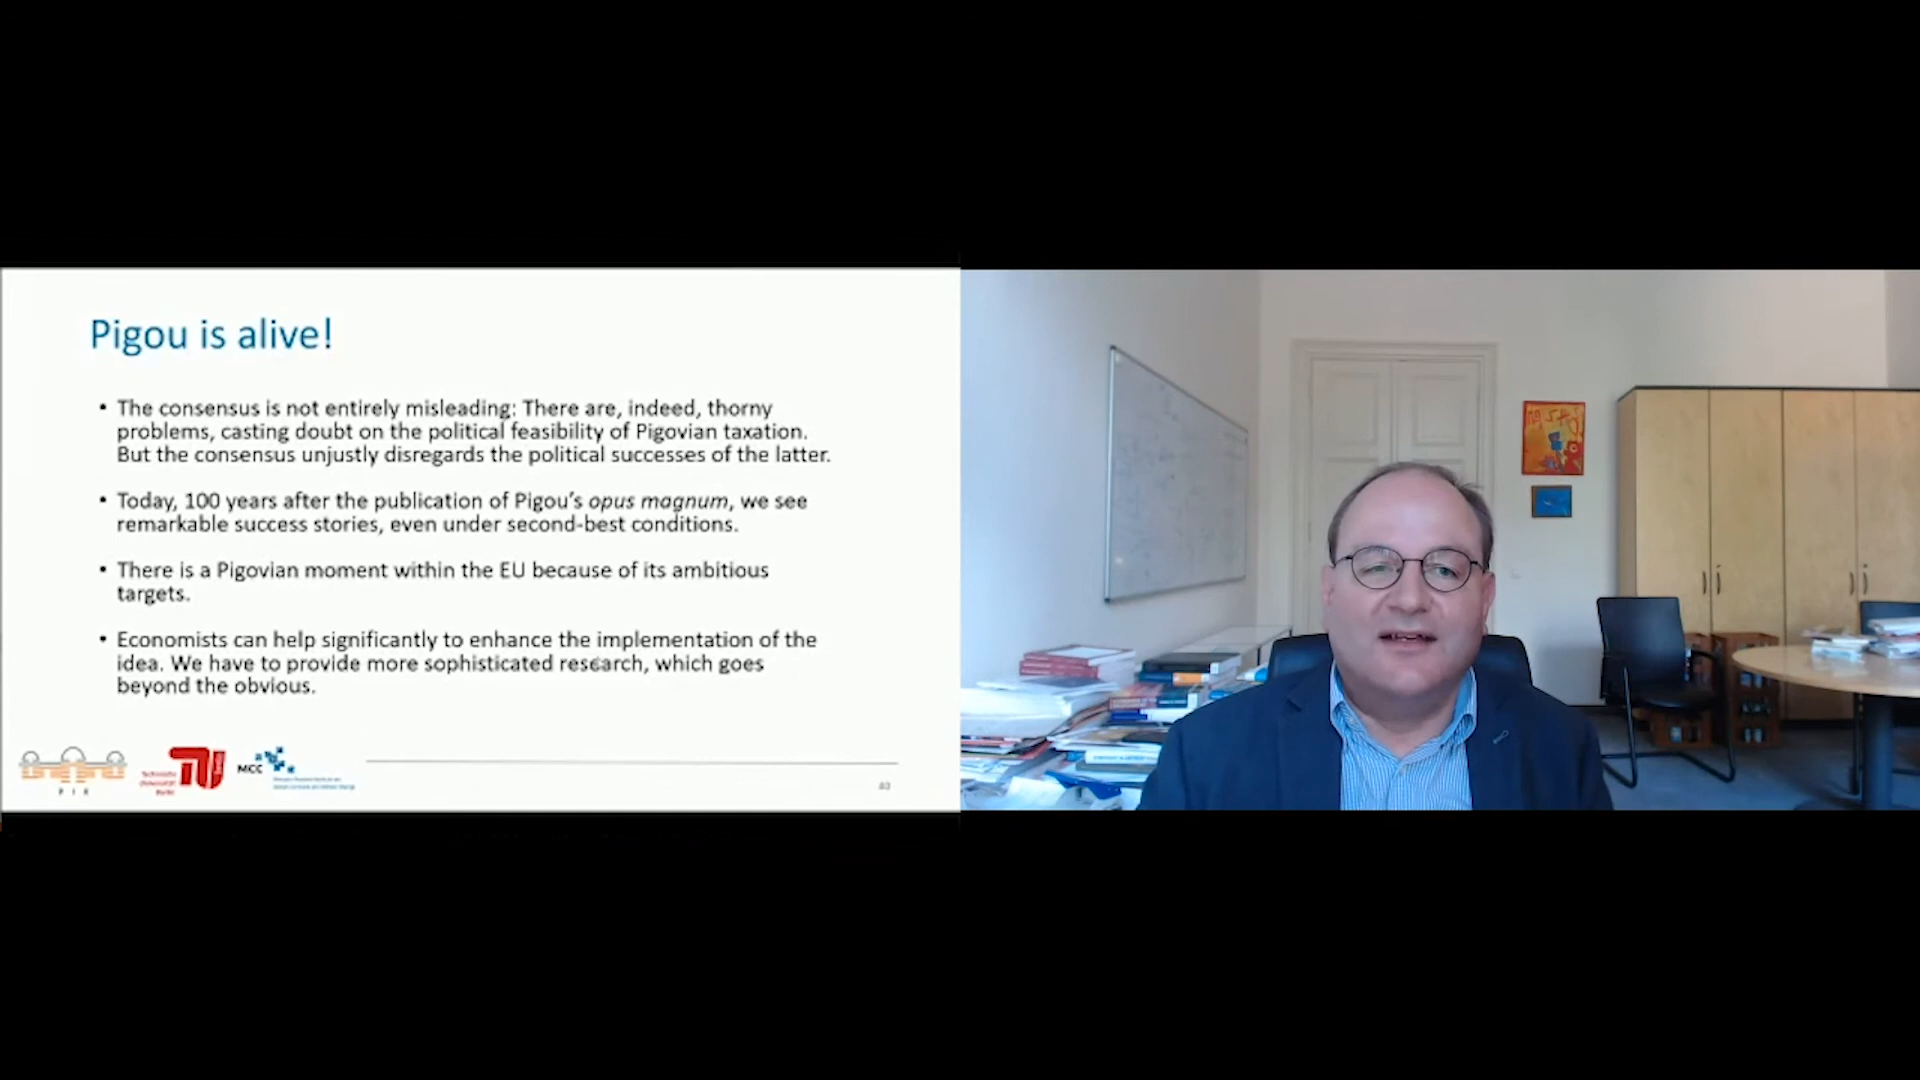 Pigou is alive!
• The consensus is not entirely misleading: There are, indeed, thorny
problems, casting doubt on the political feasibility of Pigovian taxation.
But the consensus unjustly disregards the political successes of the latter.
• Today, 100 years after the publication of Pigou's opus magnum, we see
remarkable success stories, even under second-best conditions.
• There is a Pigovian moment within the EU because of its ambitious
targets.
• Economists can help significantly to enhance the implementation of the
idea. We have to provide more sophisticated research, which goes
beyond the obvious.
P I K
MCC